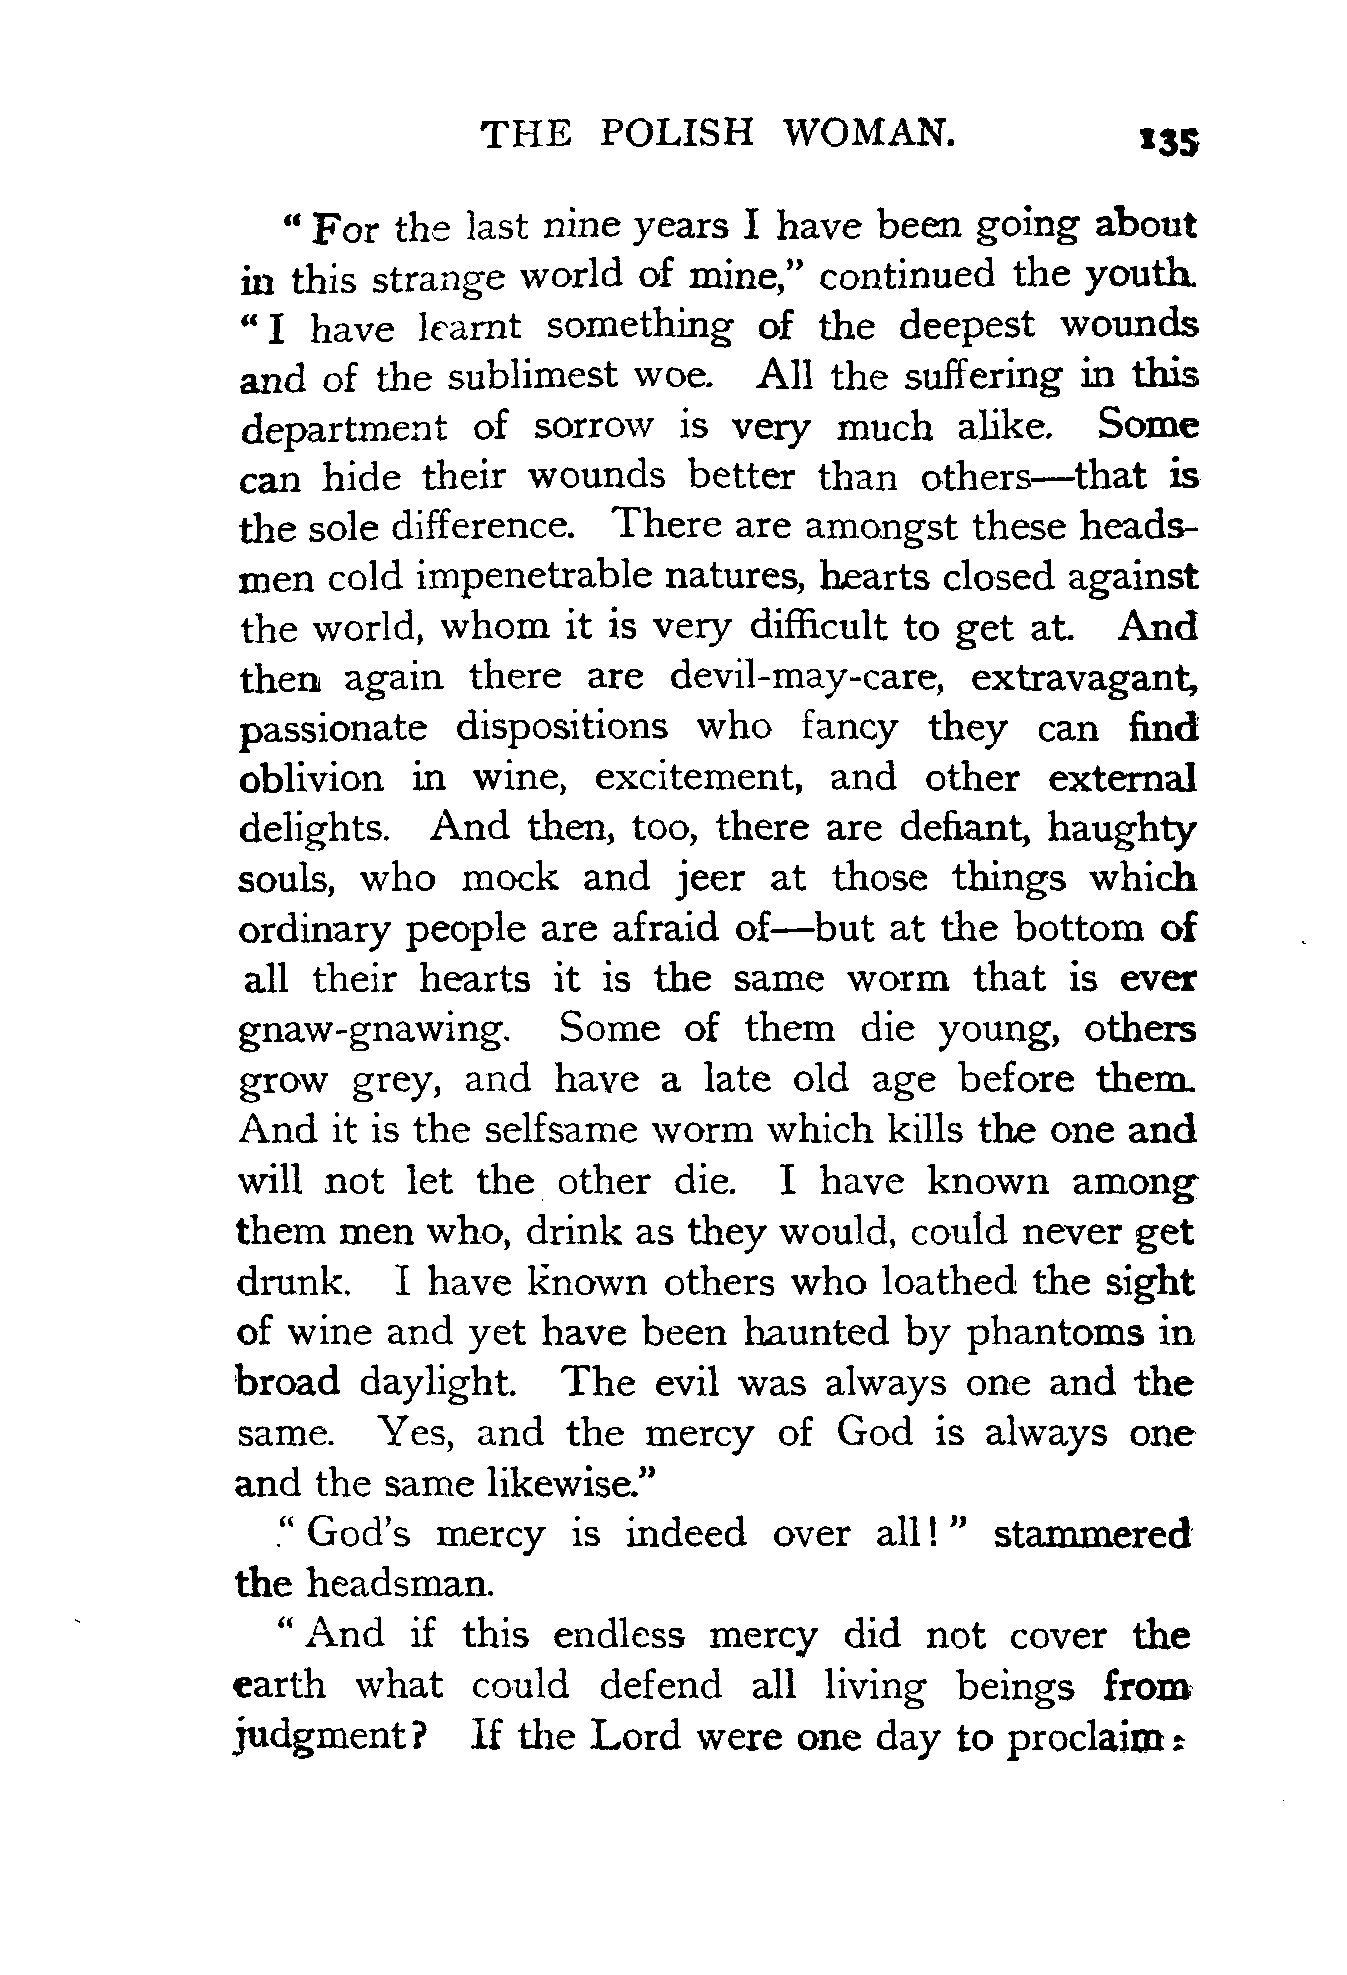 THE POLISH WOMAN. 135
“For the last nine years I have been going about
in this strange world of mine,” continued the youth.
“I have learnt something of the deepest wounds
and of the sublimest woe. All the suffering in this
department of sorrow is very much alike. Some
can hide their wounds better than others—that is
the sole difference. There are amongst these heads-
men cold impenetrable natures, hearts closed against
the world, whom it is very difficult to get at. And
then again there are devil-may-care, extravagant,
passionate dispositions who fancy they can find
oblivion in wine, excitement, and other external
delights. And then, too, there are defiant, haughty
souls, who mock and jeer at those things which
ordinary people are afraid of—but at the bottom of
all their hearts it is the same worm that is ever
gnaw-gnawing. Some of them die young, others
grow grey, and have a late old age before them.
And it is the selfsame worm which kills the one and
will not let the other die. I have known among
them men who, drink as they would, could never get
drunk. I have known others who loathed the sight
of wine and yet have been haunted by phantoms in
broad daylight. The evil was always one and the
same. Yes, and the mercy of God is always one
and the same likewise.”
“God's mercy is indeed over all!” stammered
the headsman.
“And if this endless mercy did not cover the
earth what could defend all living beings from
judgment? If the Lord were one day to proclaim: